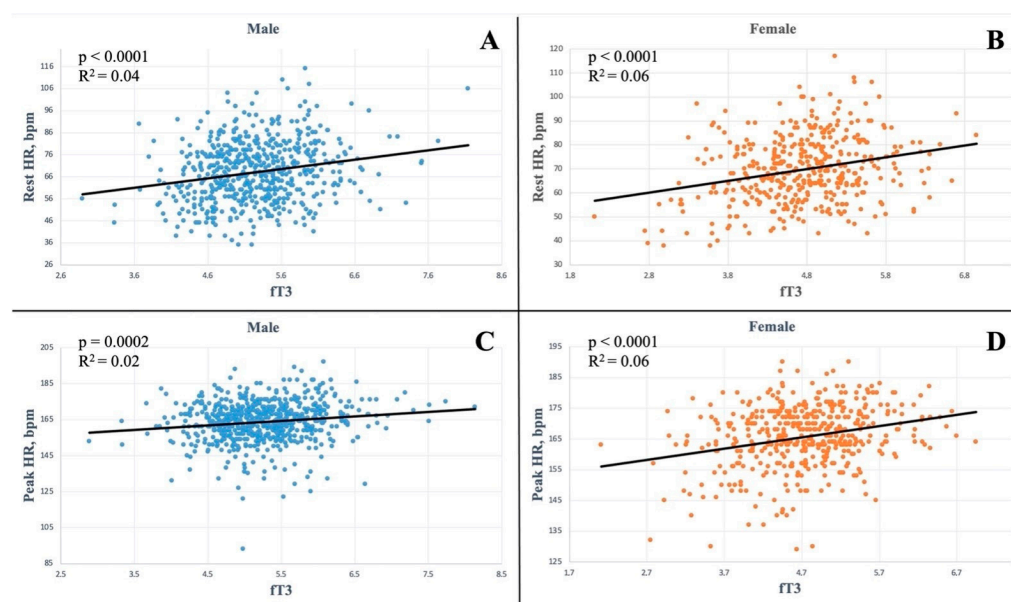 Male
A
p < 0.0001
R² = 0.04
Rest HR, bpm
116
106
96
86
76
66
56
46
36
26
2.6 3.6 4.6 5.6 6.6 7.6 8.6
fT3
Female
B
p < 0.0001
R² = 0.06
Rest HR, bpm
120
110
100
90
80
70
60
50
40
30
1.8 2.8 3.8 4.8 5.8 6.8
fT3
Male
C
p = 0.0002
R² = 0.02
Peak HR, bpm
205
185
165
145
125
105
85
2.5 3.5 4.5 5.5 6.5 7.5 8.5
fT3
Female
D
p < 0.0001
R² = 0.06
Peak HR, bpm
195
185
175
165
155
145
135
125
1.7 2.7 3.7 4.7 5.7 6.7
fT3